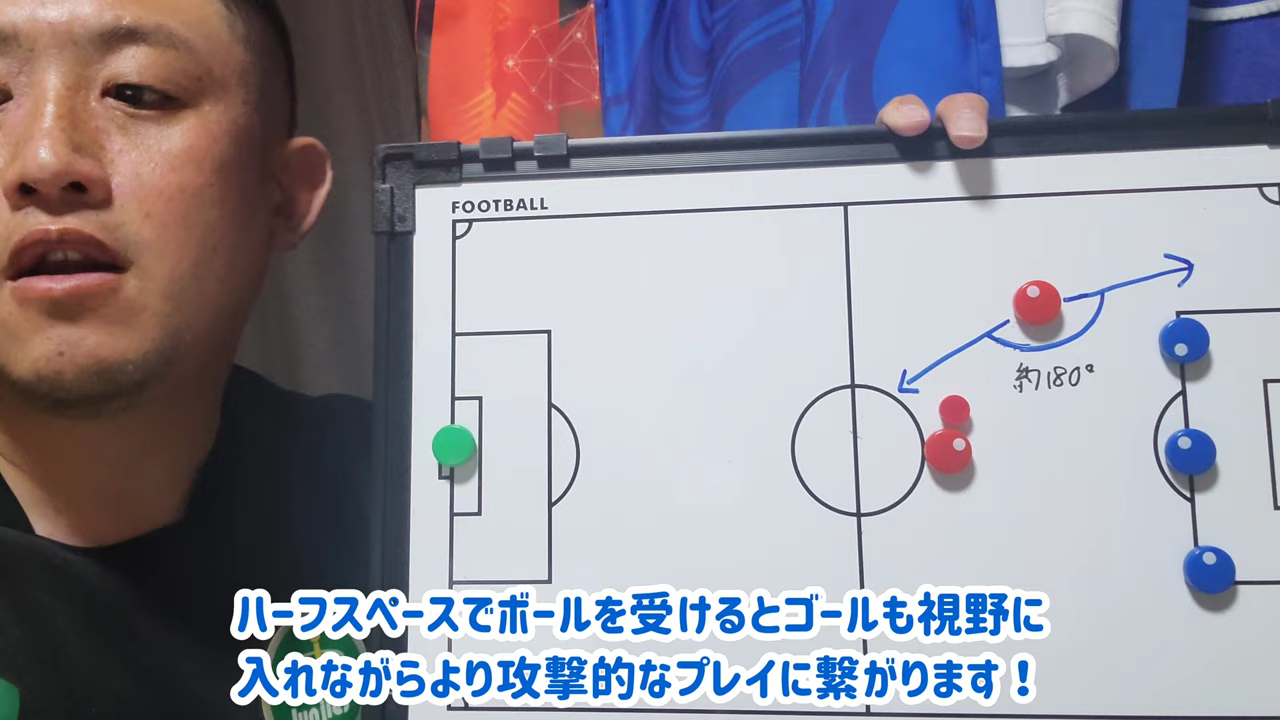 FOOTBALL
約180°
ハーフスペースでボールを受けるとゴールも視野に
入れながらより攻撃的なプレイに繋がります！